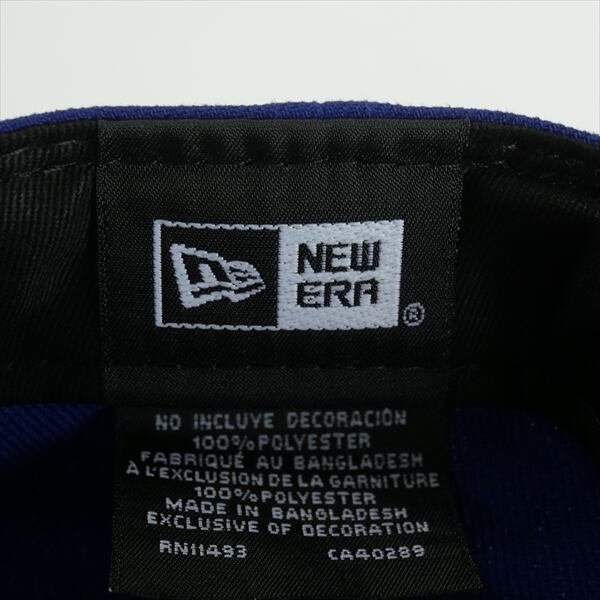 NEW
ERA
®
NO INCLUYE DECORACIÓN
100% POLYESTER
FABRIQUÉ AU BANGLADESH
À L'EXCLUSION DE LA GARNITURE
100% POLYESTER
MADE IN BANGLADESH
EXCLUSIVE OF DECORATION
RN11493 CA40289